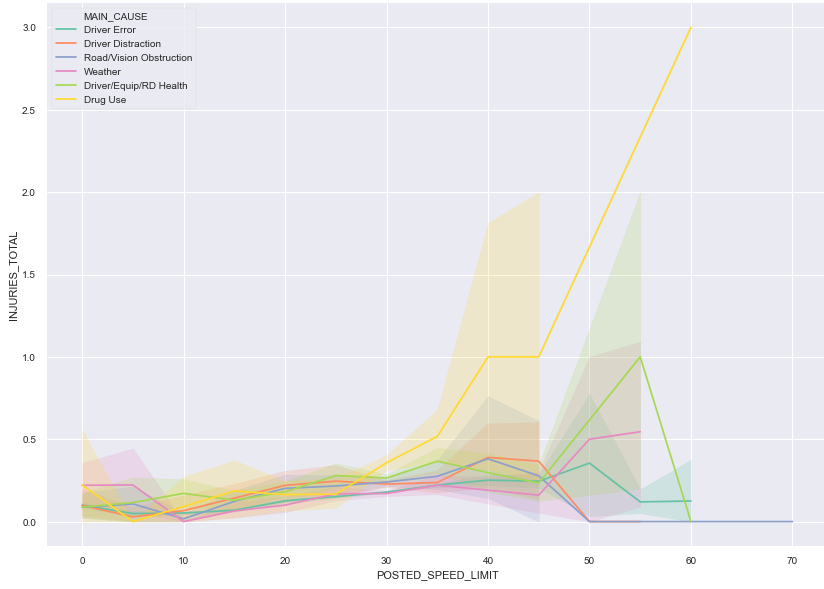 MAIN_CAUSE
Driver Error
Driver Distraction
Road/Vision Obstruction
Weather
Driver/Equip/RD Health
Drug Use
3.0
2.5
2.0
1.5
1.0
0.5
0.0
INJURIES_TOTAL
0 10 20 30 40 50 60 70
POSTED_SPEED_LIMIT